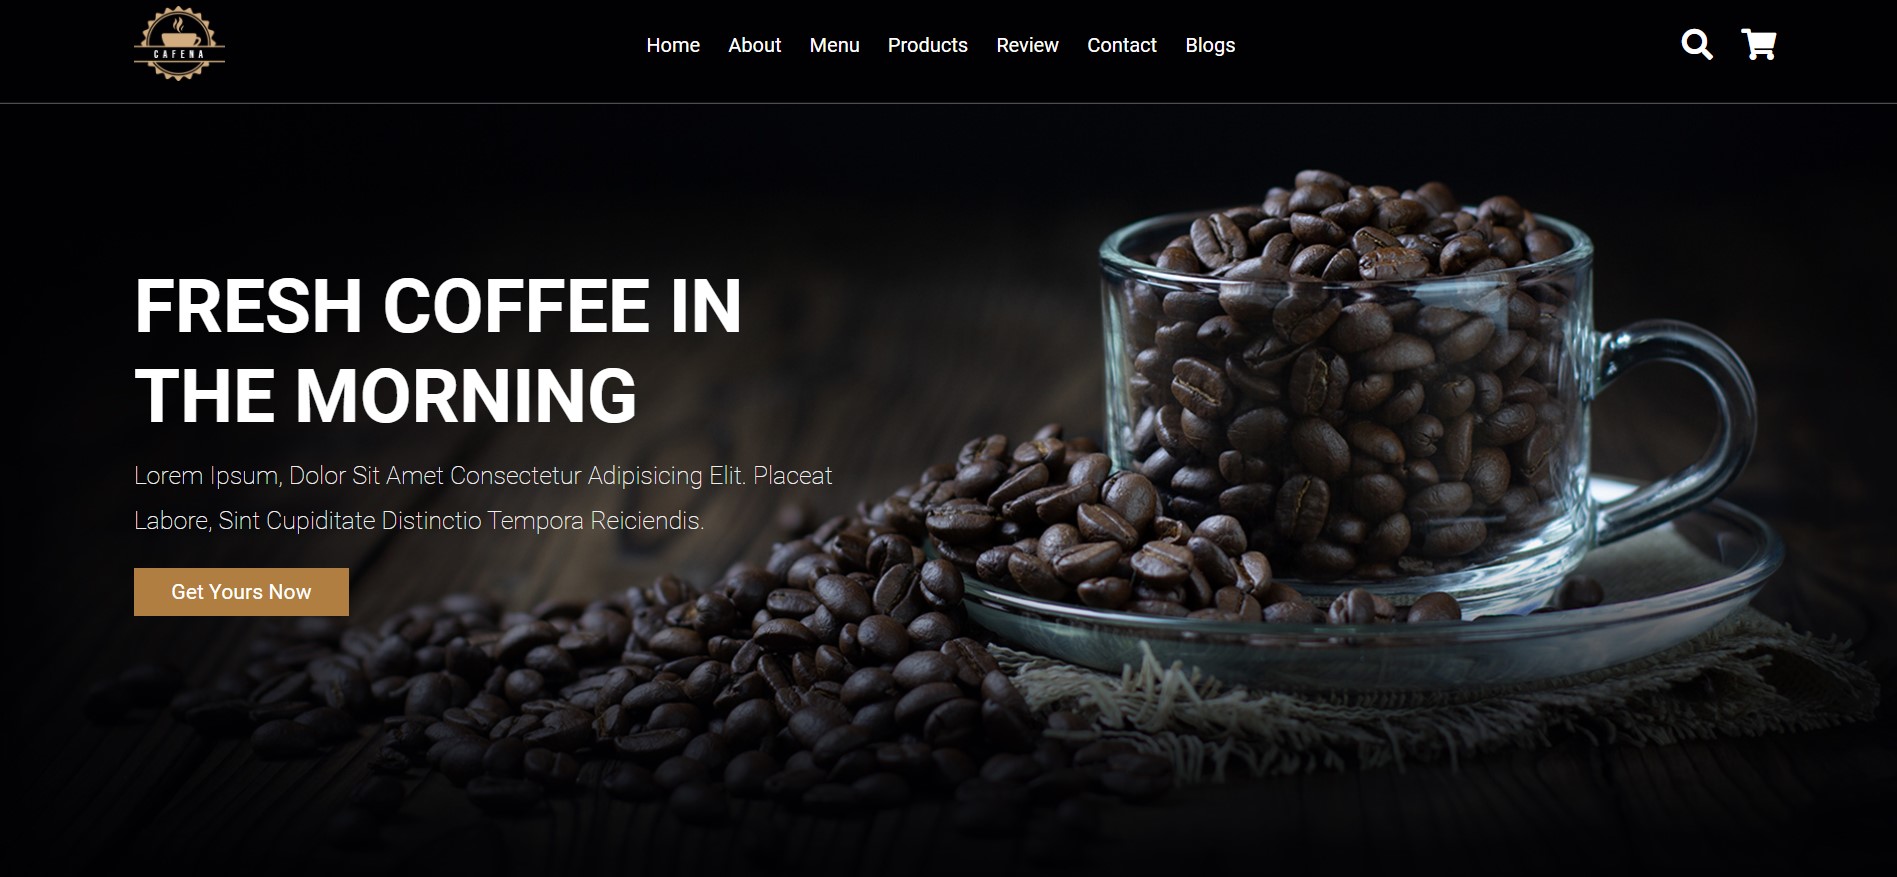 CAFENA
Home About Menu Products Review Contact Blogs
FRESH COFFEE IN
THE MORNING
Lorem Ipsum, Dolor Sit Amet Consectetur Adipisicing Elit. Placeat
Labore, Sint Cupiditate Distinctio Tempora Reiciendis.
Get Yours Now